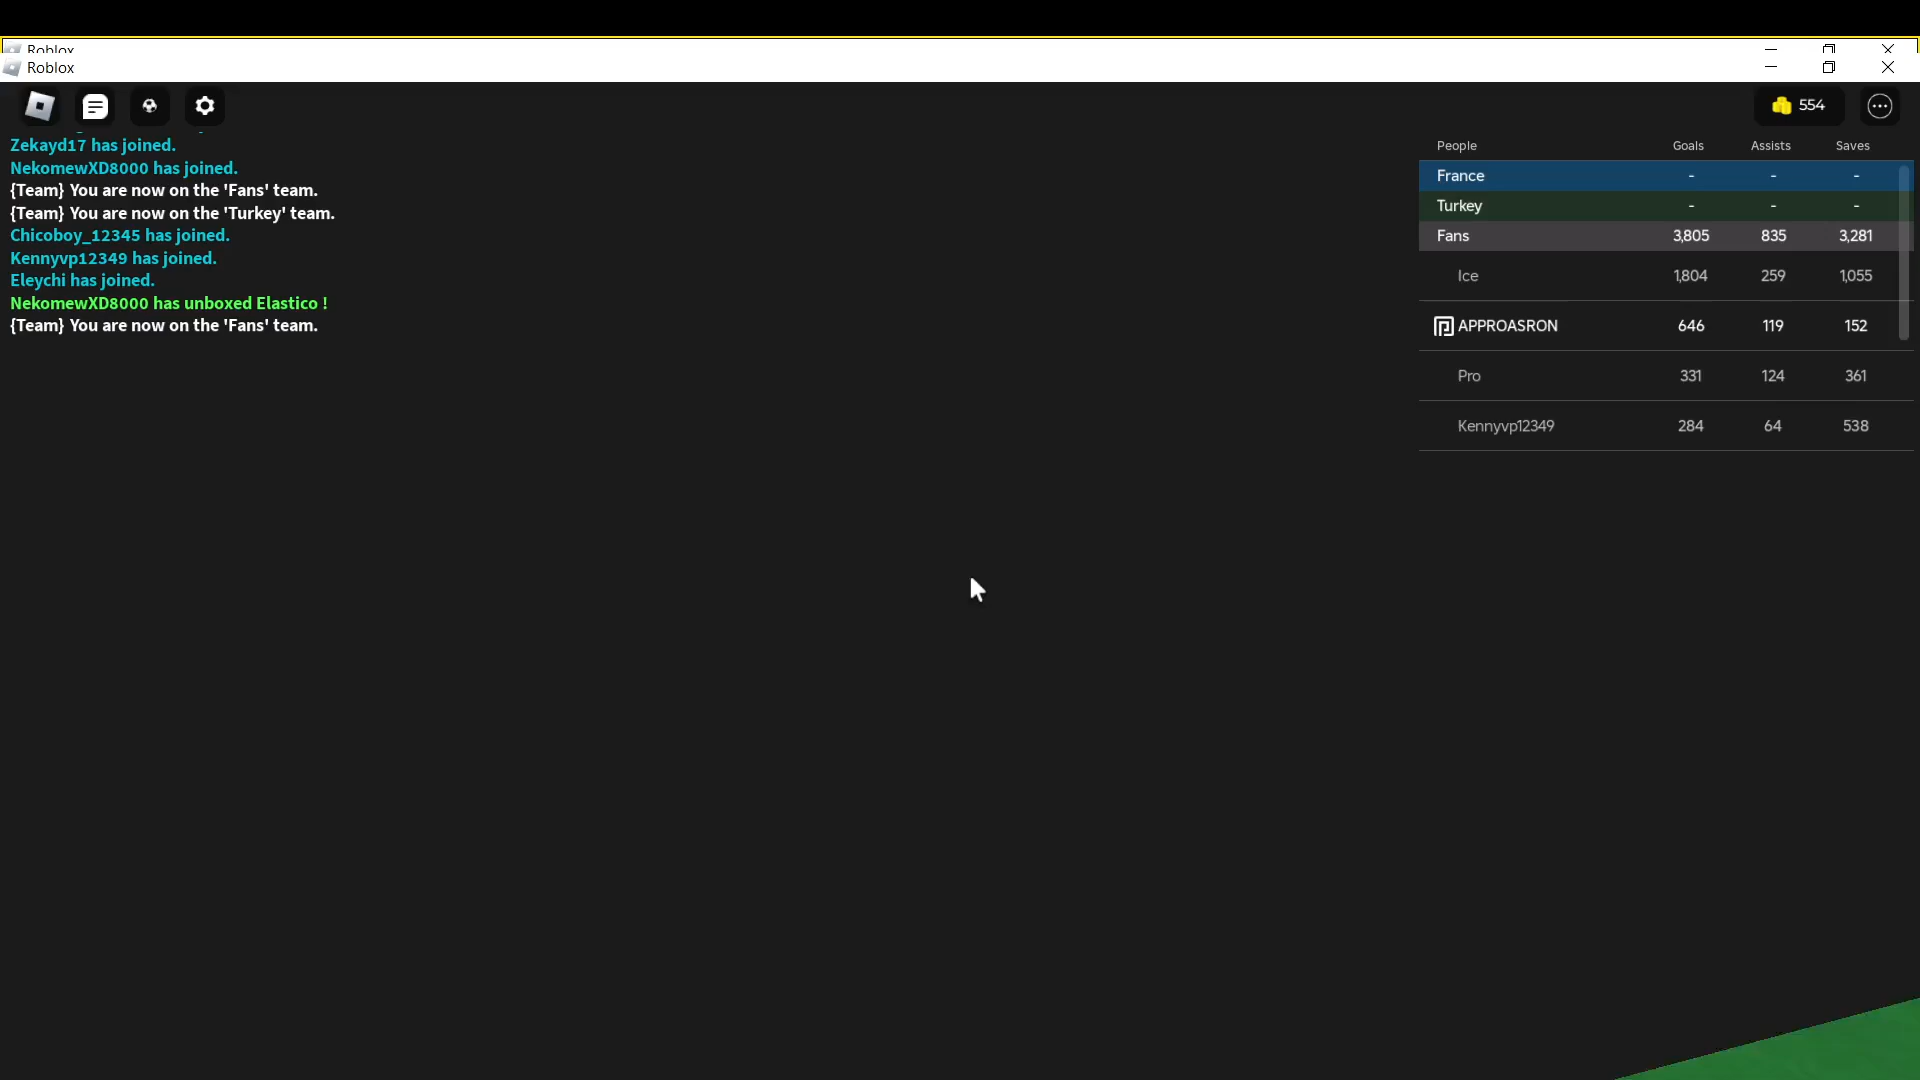 Roblox
Roblox
554
Zekayd17 has joined.
NekomewXD8000 has joined.
{Team} You are now on the 'Fans' team.
{Team} You are now on the 'Turkey' team.
Chicoboy_12345 has joined.
Kennyvp12349 has joined.
Eleychi has joined.
NekomewXD8000 has unboxed Elastico !
{Team} You are now on the 'Fans' team.
People Goals Assists Saves
France - - -
Turkey - - -
Fans 3,805 835 3,281
Ice 1,804 259 1,055
APPROASRON 646 119 152
Pro 331 124 361
Kennyvp12349 284 64 538